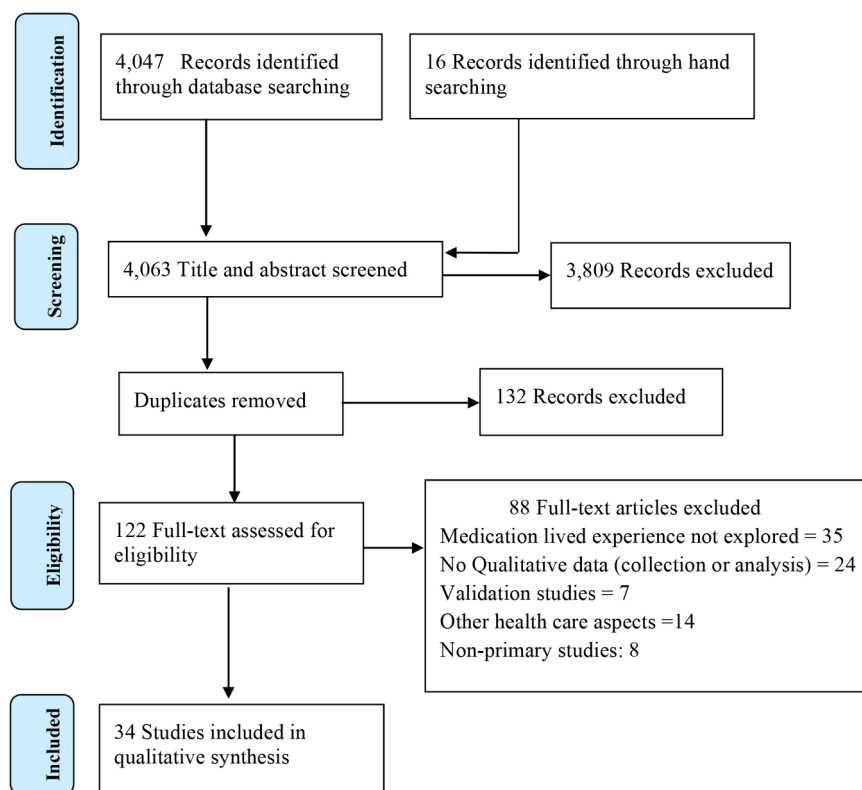 Identification
4,047 Records identified
through database searching
16 Records identified through hand
searching
Screening
4,063 Title and abstract screened
3,809 Records excluded
Duplicates removed
132 Records excluded
Eligibility
122 Full-text assessed for
eligibility
88 Full-text articles excluded
Medication lived experience not explored = 35
No Qualitative data (collection or analysis) = 24
Validation studies = 7
Other health care aspects =14
Non-primary studies: 8
Included
34 Studies included in
qualitative synthesis